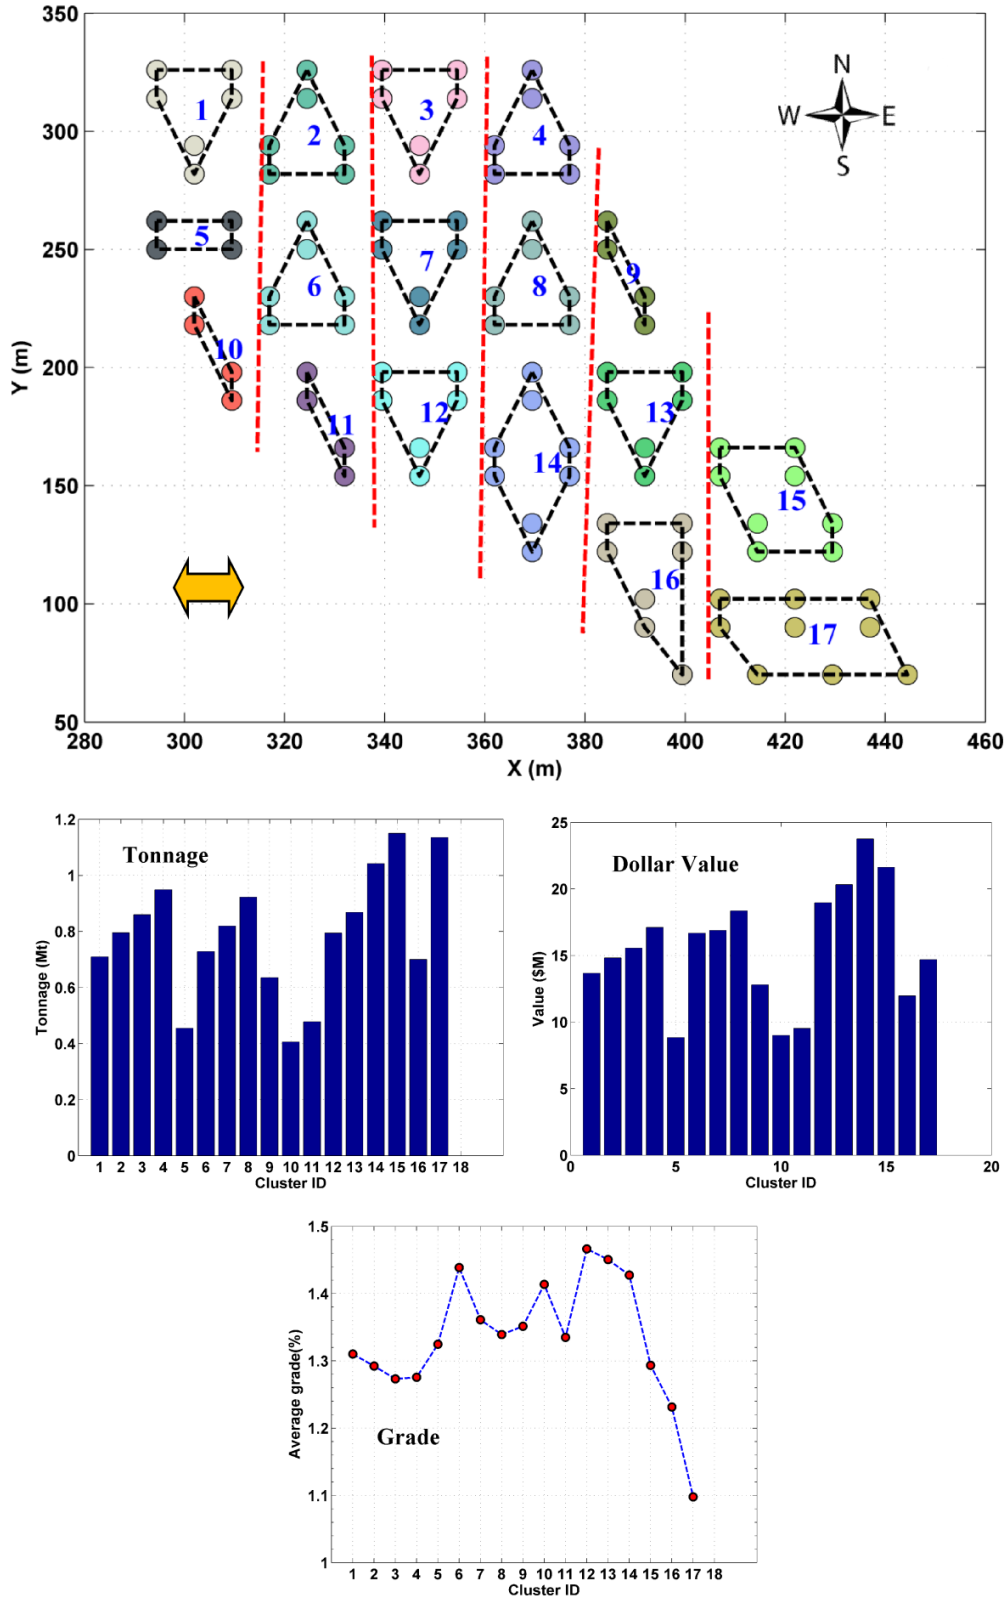 350
300
250
200
150
100
50
Y (m)
280 300 320 340 360 380 400 420 440 460
X (m)
N
W E
S
1 2 3 4
5 6 7 8 9
10 11 12 13
14 15
16
17
1.2
1
0.8
0.6
0.4
0.2
0
Tonnage (Mt)
Tonnage
1 2 3 4 5 6 7 8 9 10 11 12 13 14 15 16 17 18
Cluster ID
25
20
15
10
5
0
Value ($M)
Dollar Value
0 5 10 15 20
Cluster ID
1.5
1.4
1.3
1.2
1.1
1
Average grade(%)
Grade
1 2 3 4 5 6 7 8 9 10 11 12 13 14 15 16 17 18
Cluster ID